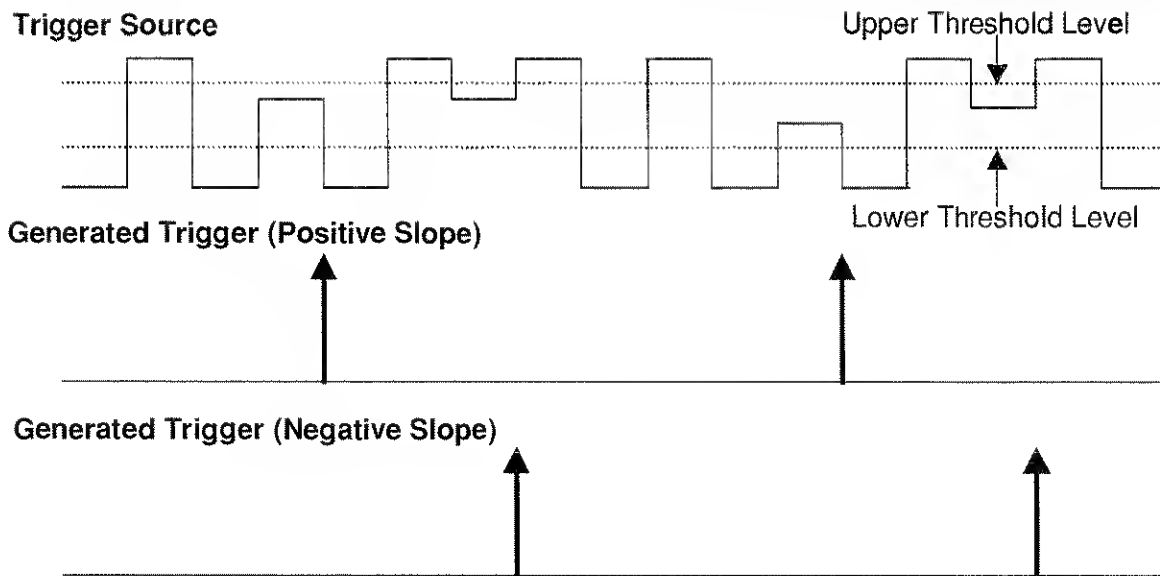 Trigger Source
Upper Threshold Level
Lower Threshold Level
Generated Trigger (Positive Slope)
Generated Trigger (Negative Slope)